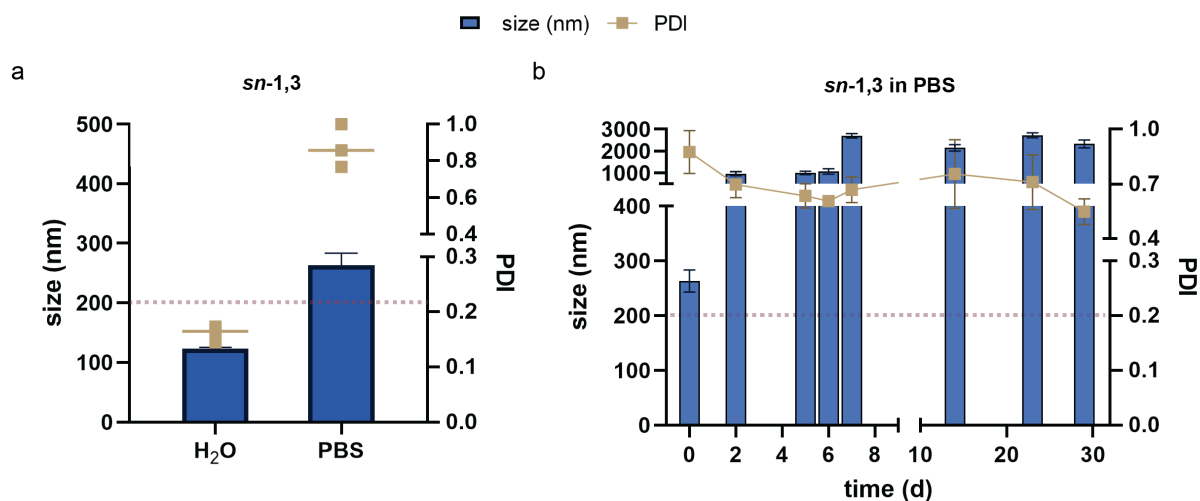 size (nm) PDI
a
sn-1,3
500
400
300
200
100
0
size (nm)
1.0
0.8
0.6
0.4
0.3
0.2
0.1
0.0
PDI
H₂O PBS
b
sn-1,3 in PBS
3000
2000
1000
400
300
200
100
0
size (nm)
1.0
0.7
0.4
0.3
0.2
0.1
0.0
PDI
0 2 4 6 8 10 20 30
time (d)